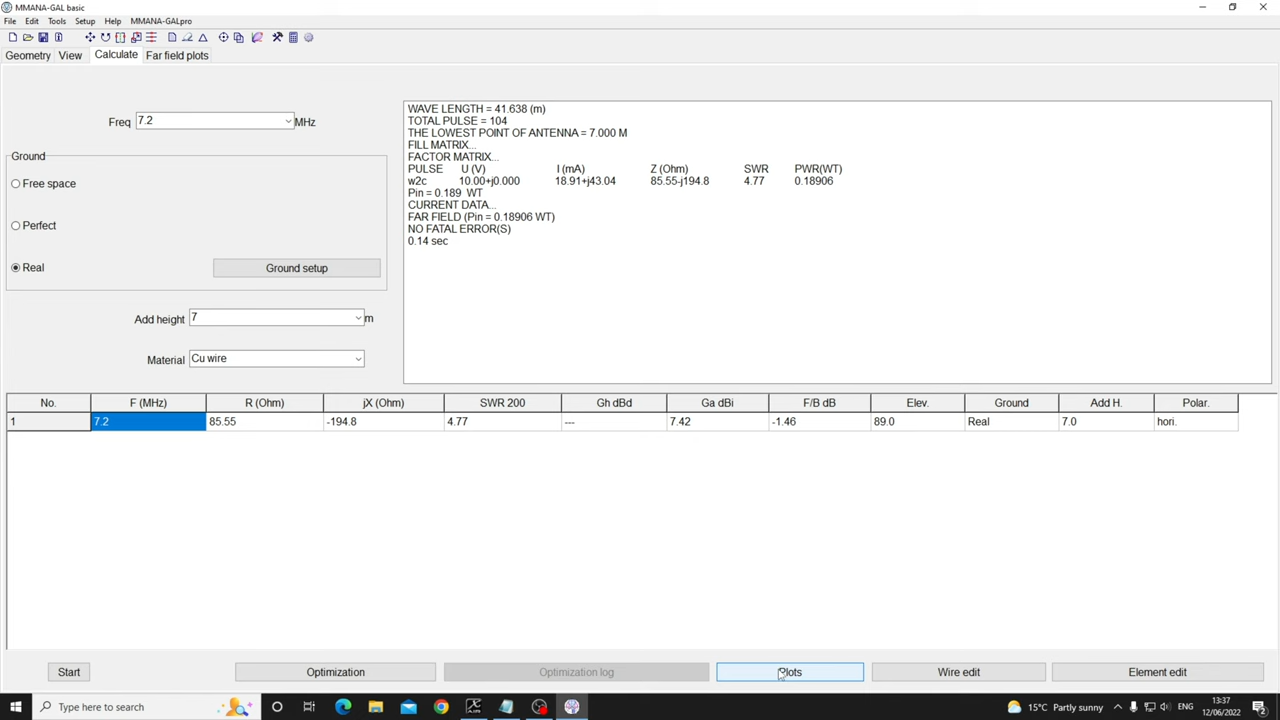 MMANA-GAL basic
File Edit Tools Setup Help MMANA-GALpro
Geometry View Calculate Far field plots
Freq 7.2 MHz
Ground
Free space
Perfect
Real Ground setup
Add height 7 m
Material Cu wire
WAVE LENGTH = 41.638 (m)
TOTAL PULSE = 104
THE LOWEST POINT OF ANTENNA = 7.000 M
FILL MATRIX...
FACTOR MATRIX...
PULSE U (V) I (mA) Z (Ohm) SWR PWR(WT)
w2c 10.00+j0.000 18.91+j43.04 85.55-j194.8 4.77 0.18906
Pin = 0.189 WT
CURRENT DATA...
FAR FIELD (Pin = 0.18906 WT)
NO FATAL ERROR(S)
0.14 sec
No. F (MHz) R (Ohm) jX (Ohm) SWR 200 Gh dBd Ga dBi F/B dB Elev. Ground Add H. Polar.
1 7.2 85.55 -194.8 4.77 --- 7.42 -1.46 89.0 Real 7.0 hori.
Start Optimization Optimization log Plots Wire edit Element edit
Type here to search 15°C Partly sunny ENG 13:37
12/06/2022 2